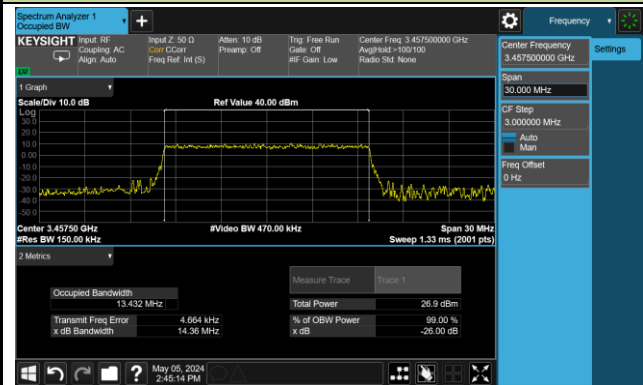 Spectrum Analyzer 1
Occupied BW
Frequency
KEYSIGHT
Input: RF
Coupling: AC
Align: Auto
Input Z: 50 Ω
Corr CCorr
Freq Ref: Int (S)
Atten: 10 dB
Preamp: Off
Trig: Free Run
Gate: Off
#IF Gain: Low
Center Freq: 3.457500000 GHz
Avg|Hold:>100/100
Radio Std: None
Center Frequency
3.457500000 GHz
Settings
Span
30.000 MHz
CF Step
3.000000 MHz
Auto
Man
Freq Offset
0 Hz
1 Graph
Scale/Div 10.0 dB
Ref Value 40.00 dBm
Log
30.0
20.0
10.0
0.00
-10.0
-20.0
-30.0
-40.0
-50.0
Center 3.45750 GHz
#Video BW 470.00 kHz
Span 30 MHz
#Res BW 150.00 kHz
Sweep 1.33 ms (2001 pts)
2 Metrics
Measure Trace
Trace 1
Occupied Bandwidth
13.432 MHz
Total Power
26.9 dBm
Transmit Freq Error
4.664 kHz
% of OBW Power
99.00 %
x dB Bandwidth
14.36 MHz
x dB
-26.00 dB
May 05, 2024
2:45:14 PM